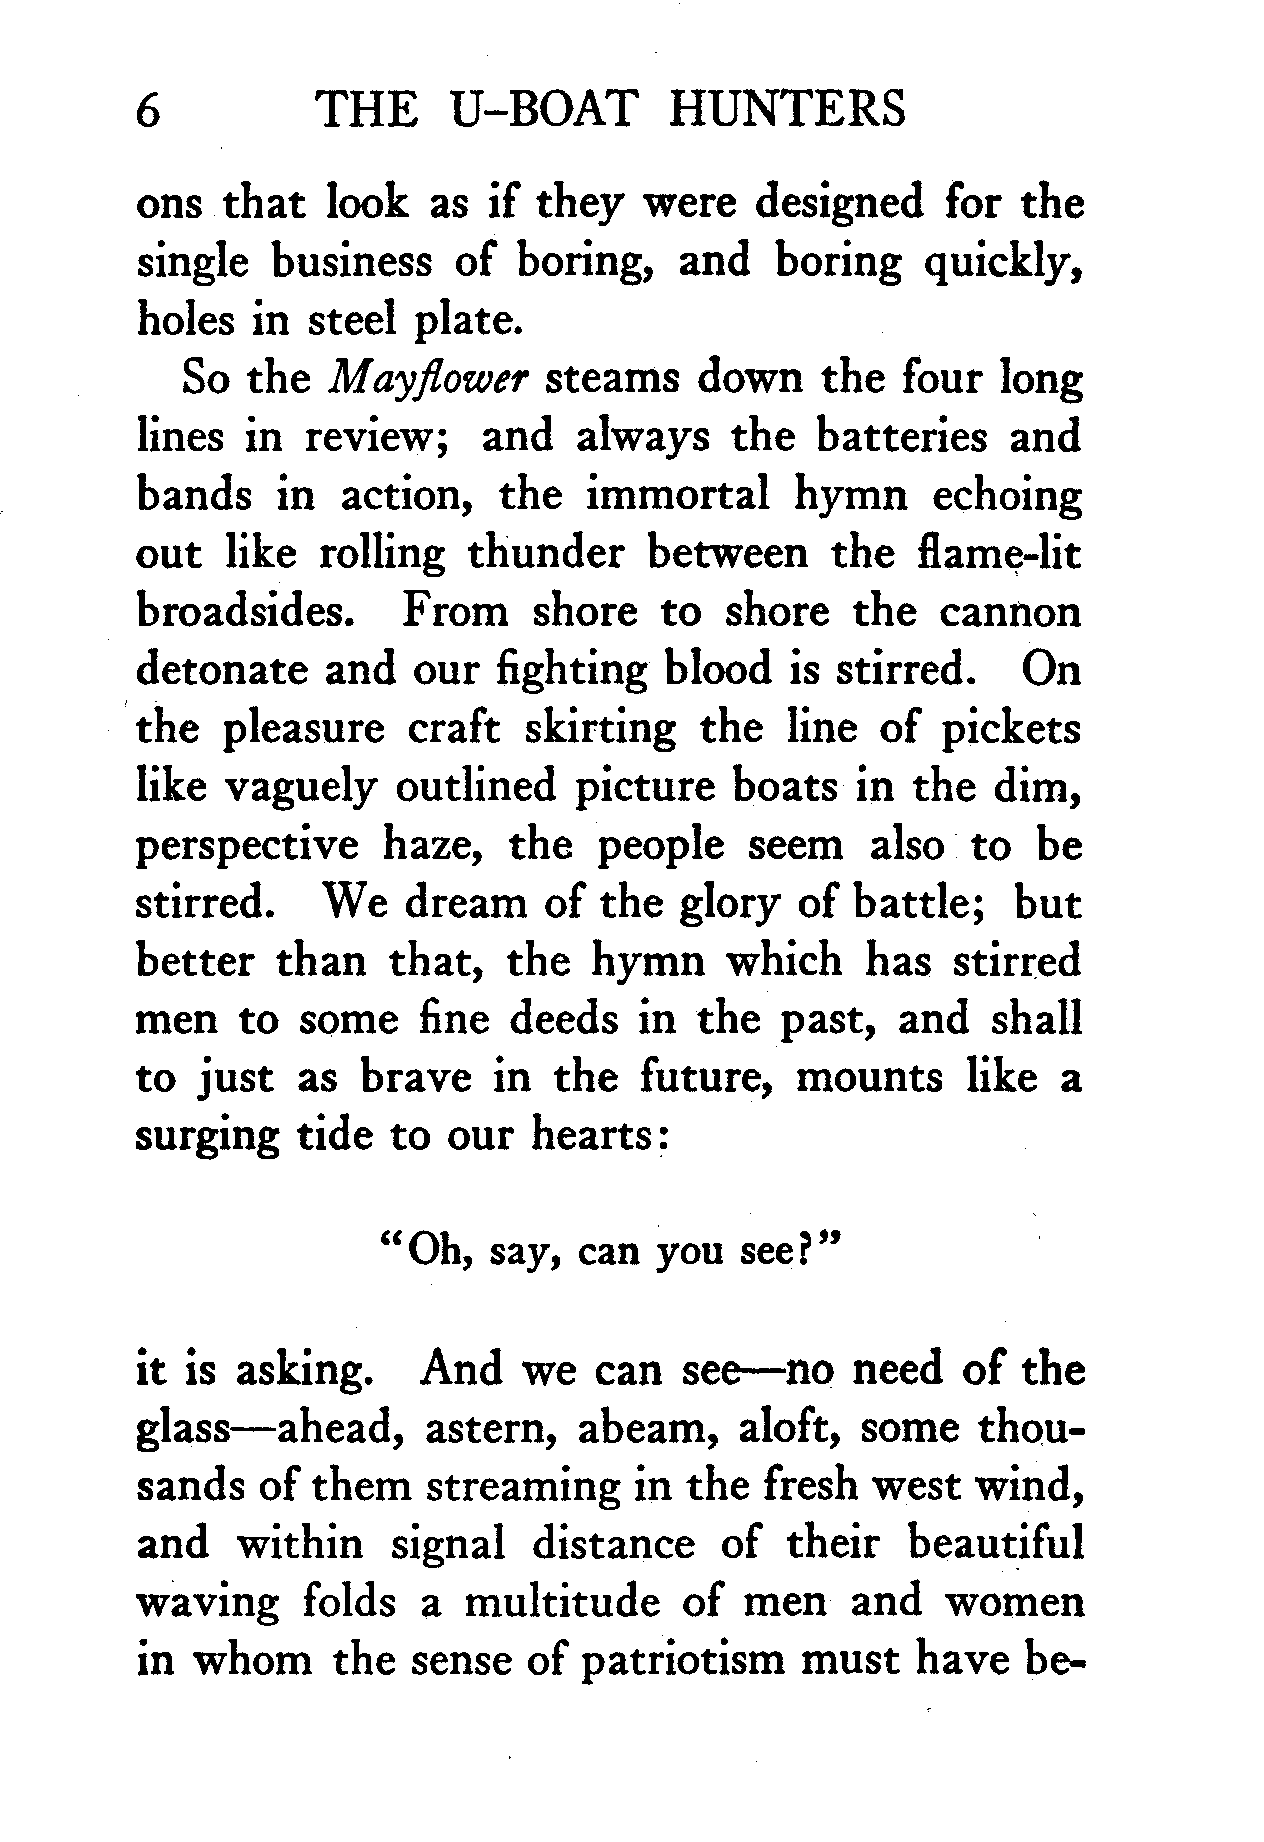 6 THE U-BOAT HUNTERS
ons that look as if they were designed for the
single business of boring, and boring quickly,
holes in steel plate.
So the Mayflower steams down the four long
lines in review; and always the batteries and
bands in action, the immortal hymn echoing
out like rolling thunder between the flame-lit
broadsides. From shore to shore the cannon
detonate and our fighting blood is stirred. On
the pleasure craft skirting the line of pickets
like vaguely outlined picture boats in the dim,
perspective haze, the people seem also to be
stirred. We dream of the glory of battle; but
better than that, the hymn which has stirred
men to some fine deeds in the past, and shall
to just as brave in the future, mounts like a
surging tide to our hearts:
"Oh, say, can you see?"
it is asking. And we can see—no need of the
glass—ahead, astern, abeam, aloft, some thou-
sands of them streaming in the fresh west wind,
and within signal distance of their beautiful
waving folds a multitude of men and women
in whom the sense of patriotism must have be-